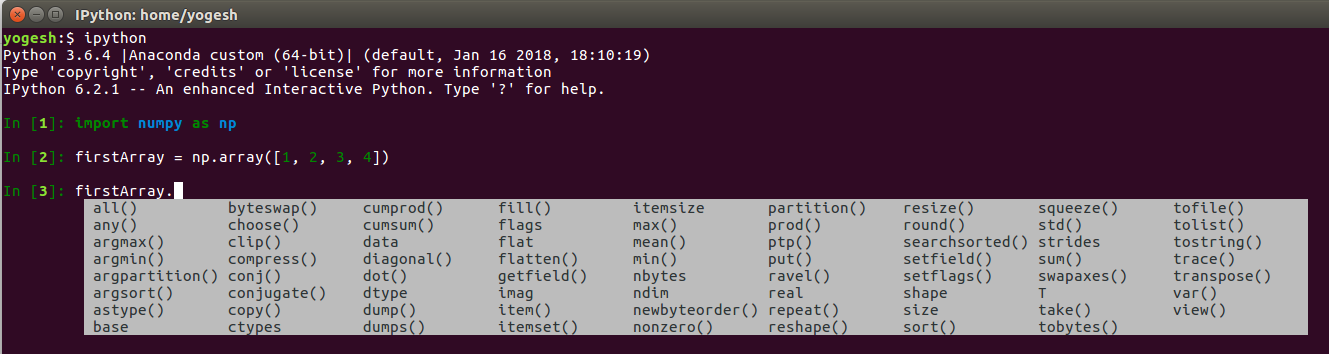 IPython: home/yogesh
yogesh:$ ipython
Python 3.6.4 |Anaconda custom (64-bit)| (default, Jan 16 2018, 18:10:19)
Type 'copyright', 'credits' or 'license' for more information
IPython 6.2.1 -- An enhanced Interactive Python. Type '?' for help.
In [1]: import numpy as np
In [2]: firstArray = np.array([1, 2, 3, 4])
In [3]: firstArray.
all() byteswap() cumprod() fill() itemsize partition() resize() squeeze() tofile()
any() choose() cumsum() flags max() prod() round() std() tolist()
argmax() clip() data flat mean() ptp() searchsorted() strides tostring()
argmin() compress() diagonal() flatten() min() put() setfield() sum() trace()
argpartition() conj() dot() getfield() nbytes ravel() setflags() swapaxes() transpose()
argsort() conjugate() dtype imag ndim real shape T var()
astype() copy() dump() item() newbyteorder() repeat() size take() view()
base ctypes dumps() itemset() nonzero() reshape() sort() tobytes()